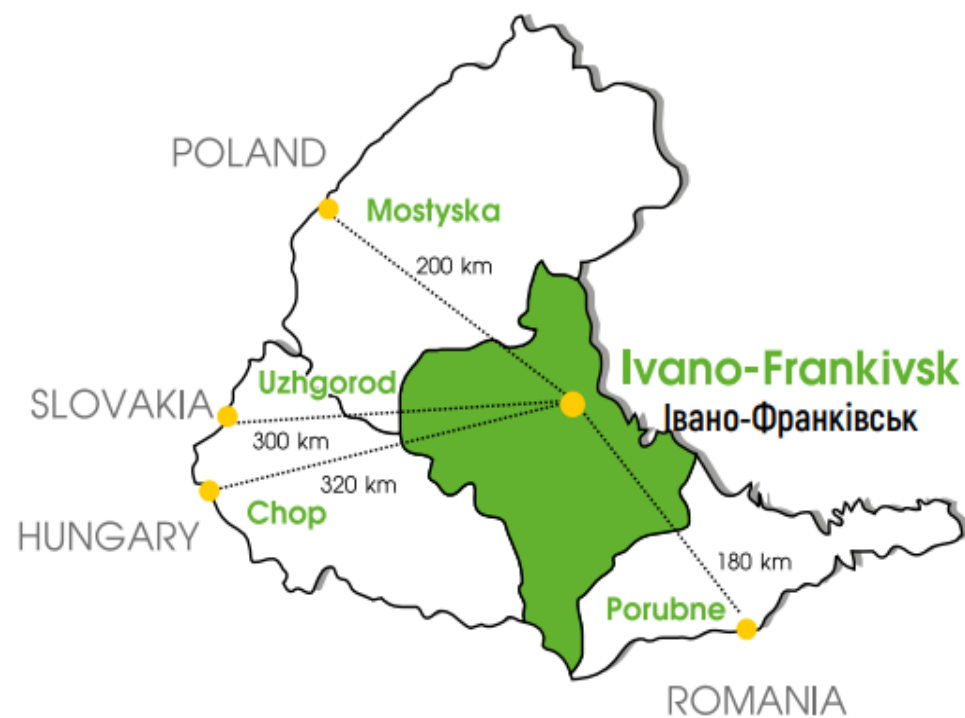 POLAND
Mostyska
200 km
Ivano-Frankivsk
Івано-Франківськ
Uzhgorod
SLOVAKIA
300 km
320 km
Chop
HUNGARY
180 km
Porubne
ROMANIA